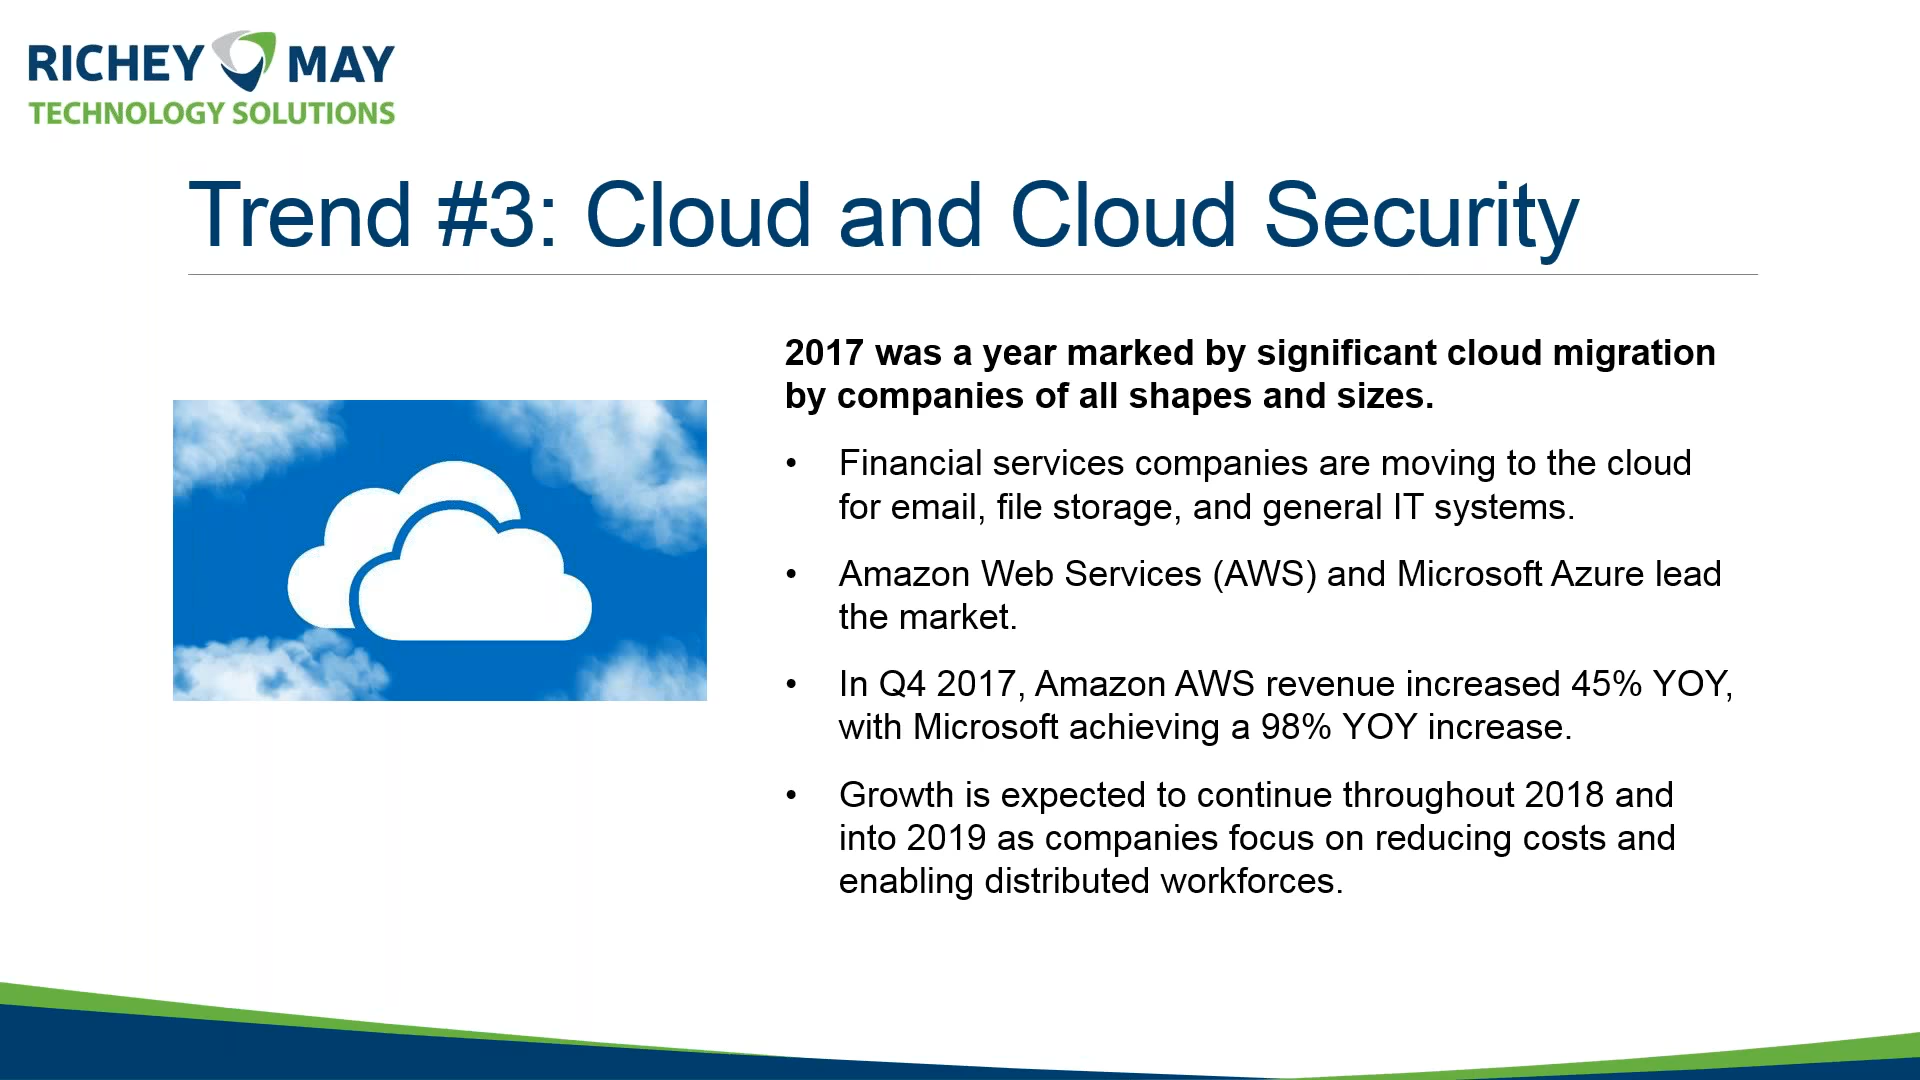 RICHEY MAY
TECHNOLOGY SOLUTIONS
Trend #3: Cloud and Cloud Security
2017 was a year marked by significant cloud migration
by companies of all shapes and sizes.
• Financial services companies are moving to the cloud
for email, file storage, and general IT systems.
• Amazon Web Services (AWS) and Microsoft Azure lead
the market.
• In Q4 2017, Amazon AWS revenue increased 45% YOY,
with Microsoft achieving a 98% YOY increase.
• Growth is expected to continue throughout 2018 and
into 2019 as companies focus on reducing costs and
enabling distributed workforces.